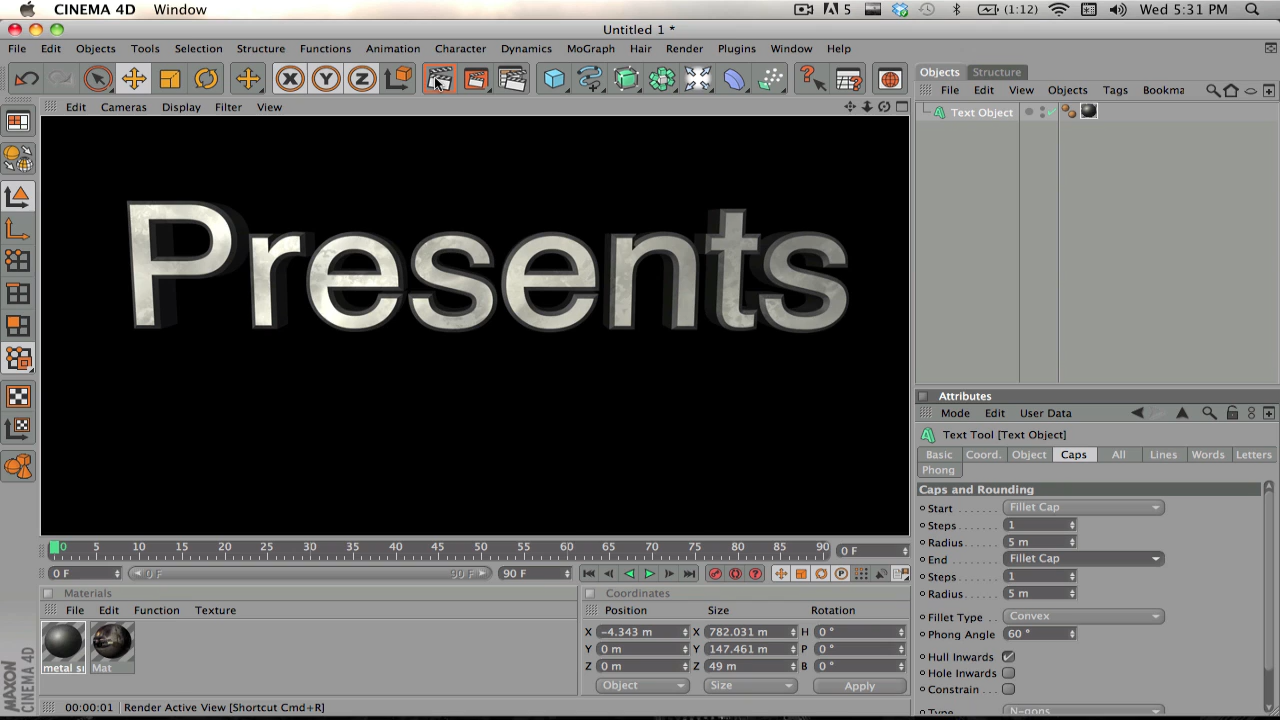 CINEMA 4D Window 5 (1:12) Wed 5:31 PM
Untitled 1 *
File Edit Objects Tools Selection Structure Functions Animation Character Dynamics MoGraph Hair Render Plugins Window Help
X Y Z
Objects Structure
File Edit View Objects Tags Bookma
Edit Cameras Display Filter View
Text Object
Presents
Attributes
Mode Edit User Data
Text Tool [Text Object]
Basic Coord. Object Caps All Lines Words Letters
Phong
Caps and Rounding
Start Fillet Cap
Steps 1
Radius 5 m
End Fillet Cap
Steps 1
Radius 5 m
Fillet Type Convex
Phong Angle 60 °
Hull Inwards
Hole Inwards
Constrain
Type N-gons
0 5 10 15 20 25 30 35 40 45 50 55 60 65 70 75 80 85 90 0 F
0 F 0 F 90 F 90 F
Materials
File Edit Function Texture
Mat
Coordinates
Position Size Rotation
X -4.343 m X 782.031 m H 0 °
Y 0 m Y 147.461 m P 0 °
Z 0 m Z 49 m B 0 °
Object Size Apply
MAXON
CINEMA 4D
00:00:01 Render Active View [Shortcut Cmd+R]